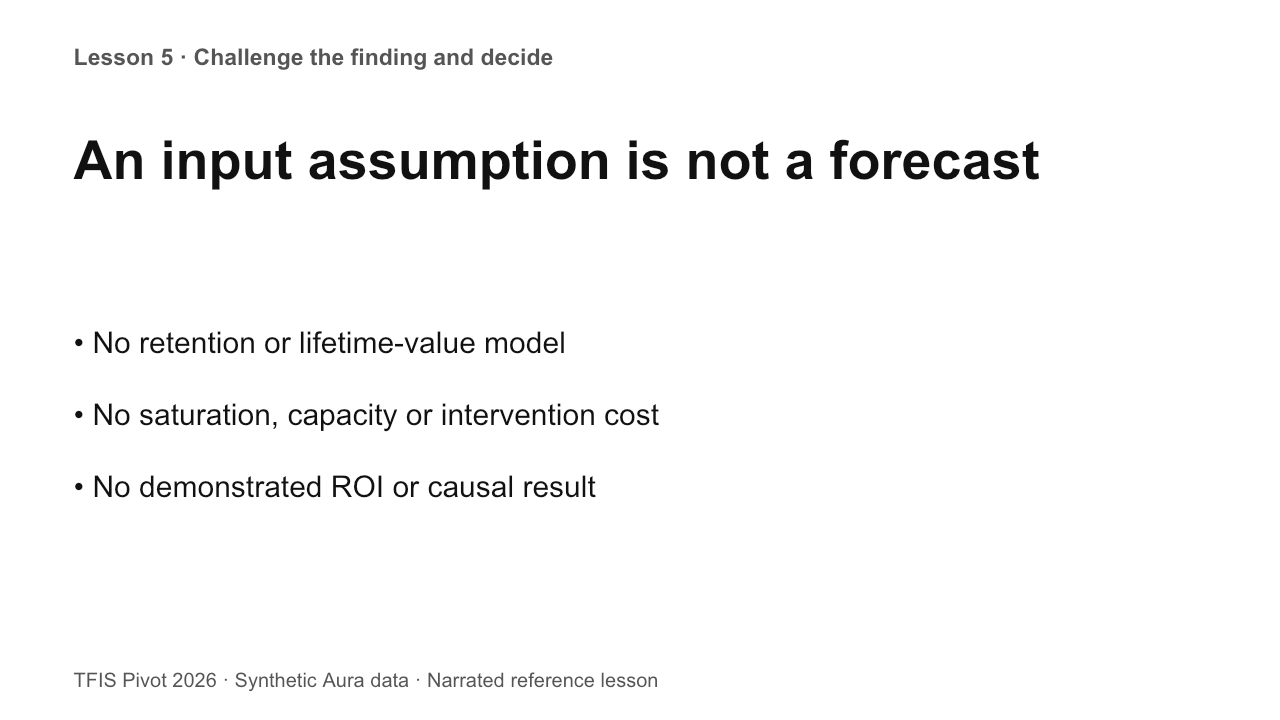 Lesson 5 · Challenge the finding and decide
An input assumption is not a forecast
• No retention or lifetime-value model
• No saturation, capacity or intervention cost
• No demonstrated ROI or causal result
TFIS Pivot 2026 · Synthetic Aura data · Narrated reference lesson